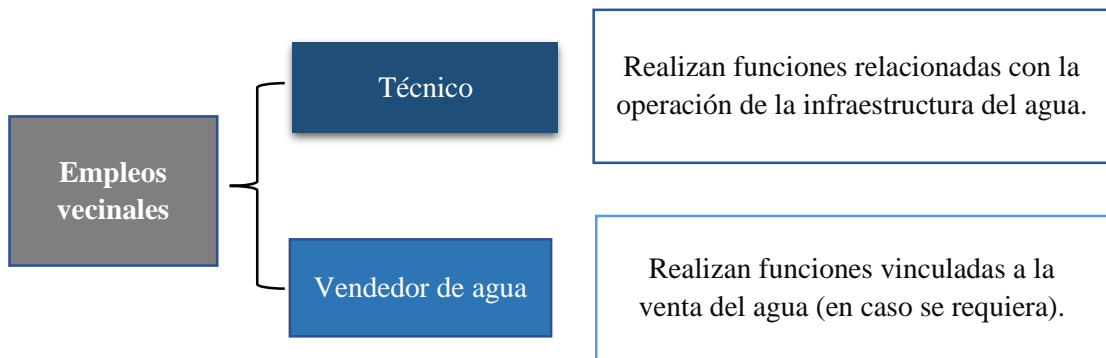 Empleos
vecinales
Técnico
Realizan funciones relacionadas con la
operación de la infraestructura del agua.
Vendedor de agua
Realizan funciones vinculadas a la
venta del agua (en caso se requiera).